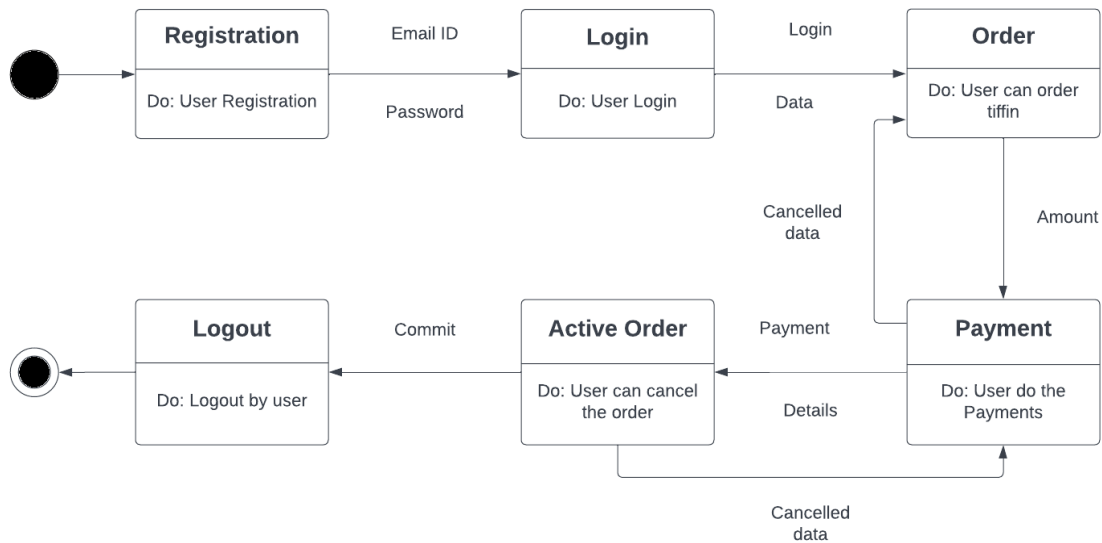 Registration
Do: User Registration
Email ID
Password
Login
Do: User Login
Login
Data
Order
Do: User can order
tiffin
Cancelled
data
Amount
Logout
Do: Logout by user
Commit
Active Order
Do: User can cancel
the order
Payment
Details
Payment
Do: User do the
Payments
Cancelled
data